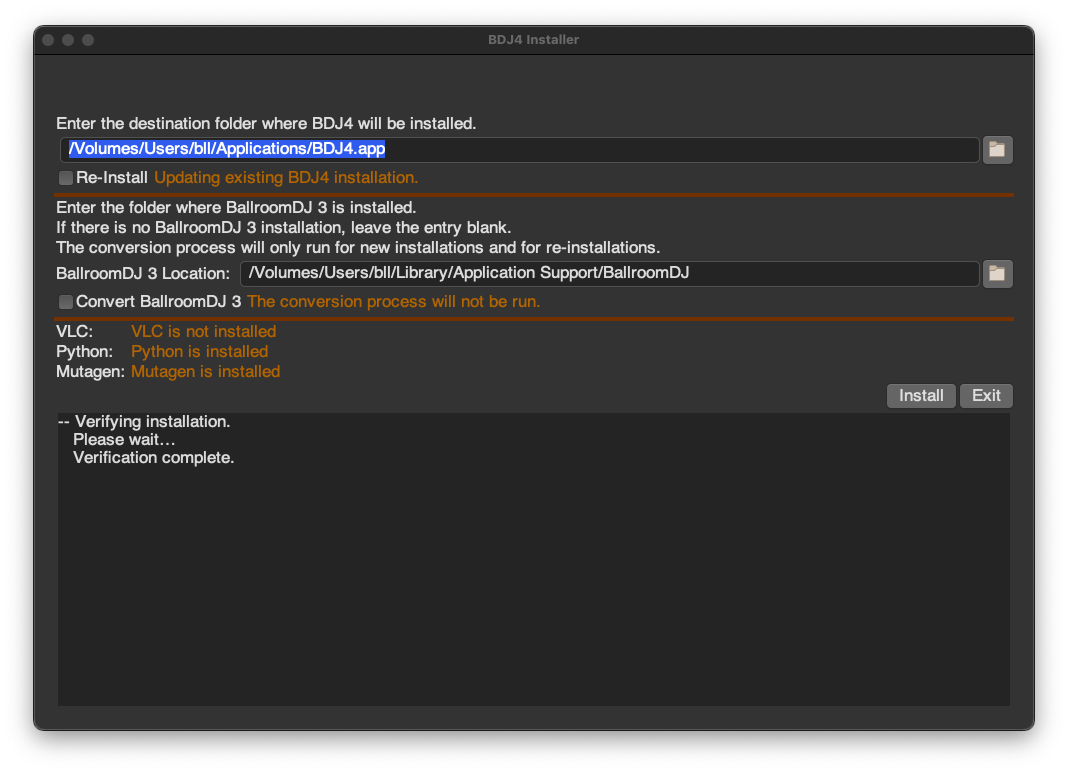 BDJ4 Installer
Enter the destination folder where BDJ4 will be installed.
/Volumes/Users/bll/Applications/BDJ4.app
Re-Install Updating existing BDJ4 installation.
Enter the folder where BallroomDJ 3 is installed.
If there is no BallroomDJ 3 installation, leave the entry blank.
The conversion process will only run for new installations and for re-installations.
BallroomDJ 3 Location: /Volumes/Users/bll/Library/Application Support/BallroomDJ
Convert BallroomDJ 3 The conversion process will not be run.
VLC: VLC is not installed
Python: Python is installed
Mutagen: Mutagen is installed
Install Exit
-- Verifying installation.
Please wait…
Verification complete.